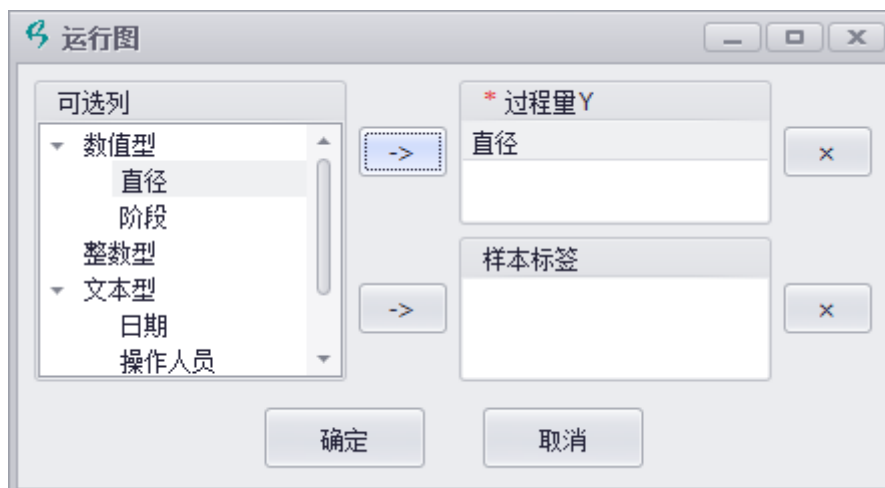 运行图
可选列
数值型
直径
阶段
整数型
文本型
日期
操作人员
->
->
* 过程量Y
直径
×
样本标签
×
确定
取消